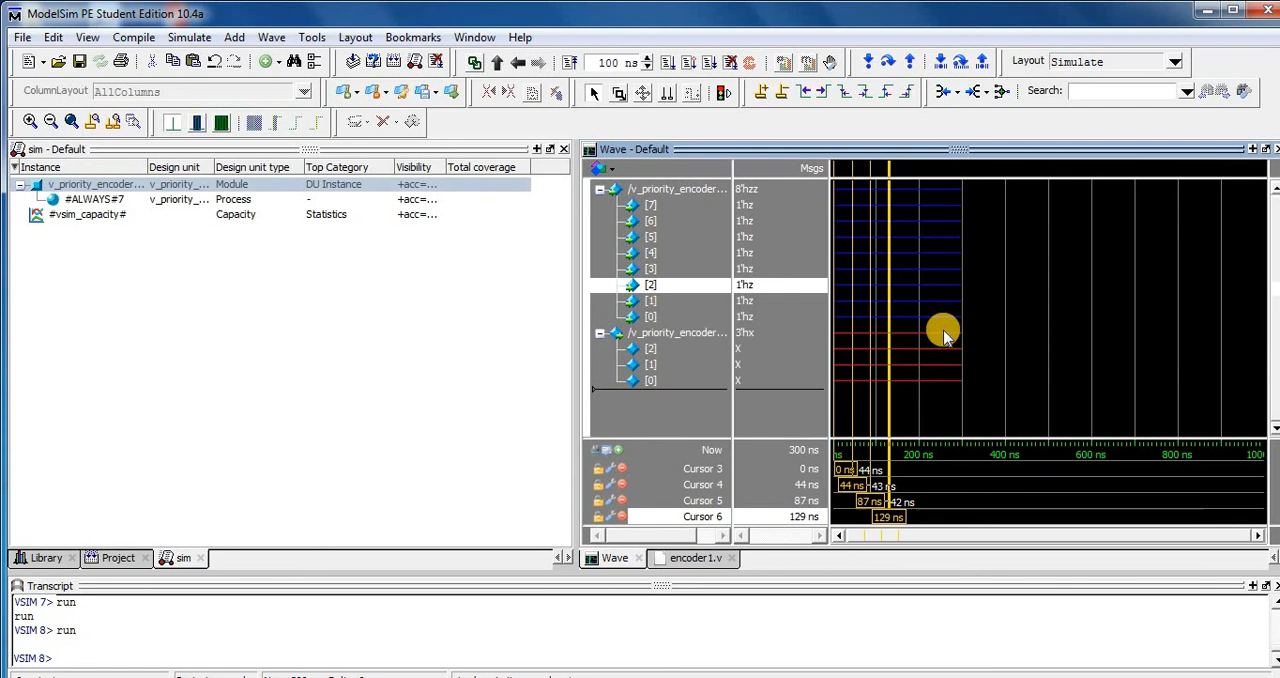 ModelSim PE Student Edition 10.4a
File Edit View Compile Simulate Add Wave Tools Layout Bookmarks Window Help
100 ns Layout Simulate
ColumnLayout AllColumns Search:
sim - Default
Instance Design unit Design unit type Top Category Visibility Total coverage
v_priority_encoder... v_priority_... Module DU Instance +acc=...
#ALWAYS#7 v_priority_... Process - +acc=...
#vsim_capacity# Capacity Statistics +acc=...
Wave - Default
Msgs
/v_priority_encoder... 8'hzz
[7] 1'hz
[6] 1'hz
[5] 1'hz
[4] 1'hz
[3] 1'hz
[2] 1'hz
[1] 1'hz
[0] 1'hz
/v_priority_encoder... 3'hx
[2] X
[1] X
[0] X
Now 300 ns ns 200 ns 400 ns 600 ns 800 ns 100
Cursor 3 0 ns 0 ns 44 ns
Cursor 4 44 ns 44 ns 43 ns
Cursor 5 87 ns 87 ns 42 ns
Cursor 6 129 ns 129 ns
Library Project sim
Wave encoder1.v
Transcript
VSIM 7> run
run
VSIM 8> run
VSIM 8>